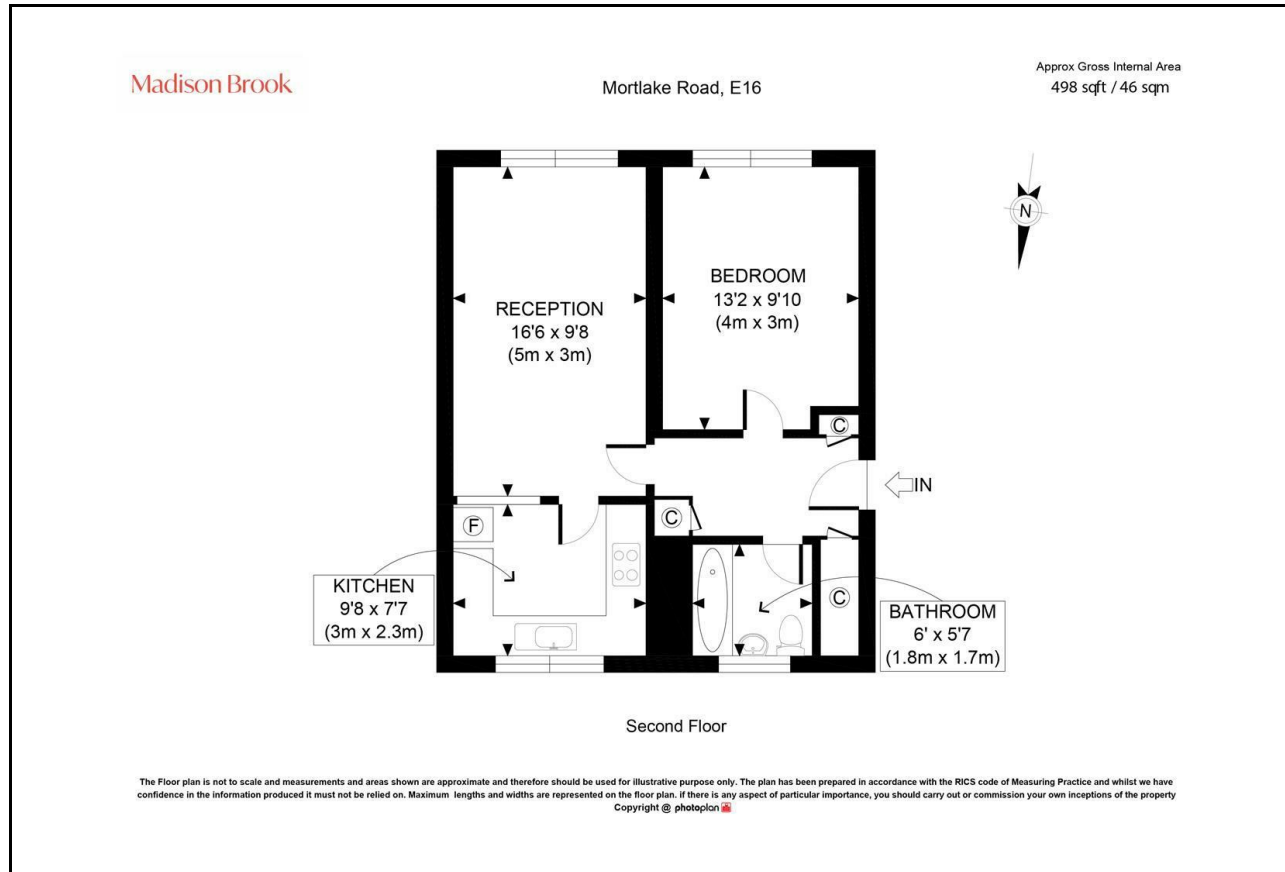 Madison Brook
Mortlake Road, E16
Approx Gross Internal Area
498 sqft / 46 sqm
N
BEDROOM
13'2 x 9'10
(4m x 3m)
RECEPTION
16'6 x 9'8
(5m x 3m)
C
IN
C
F
KITCHEN
9'8 x 7'7
(3m x 2.3m)
C
BATHROOM
6' x 5'7
(1.8m x 1.7m)
Second Floor
The Floor plan is not to scale and measurements and areas shown are approximate and therefore should be used for illustrative purpose only. The plan has been prepared in accordance with the RICS code of Measuring Practice and whilst we have
confidence in the information produced it must not be relied on. Maximum lengths and widths are represented on the floor plan. if there is any aspect of particular importance, you should carry out or commission your own inceptions of the property
Copyright @ photoplan